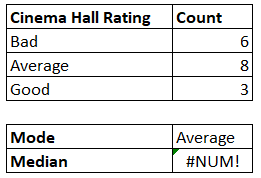 Cinema Hall Rating Count
Bad 6
Average 8
Good 3
Mode Average
Median #NUM!